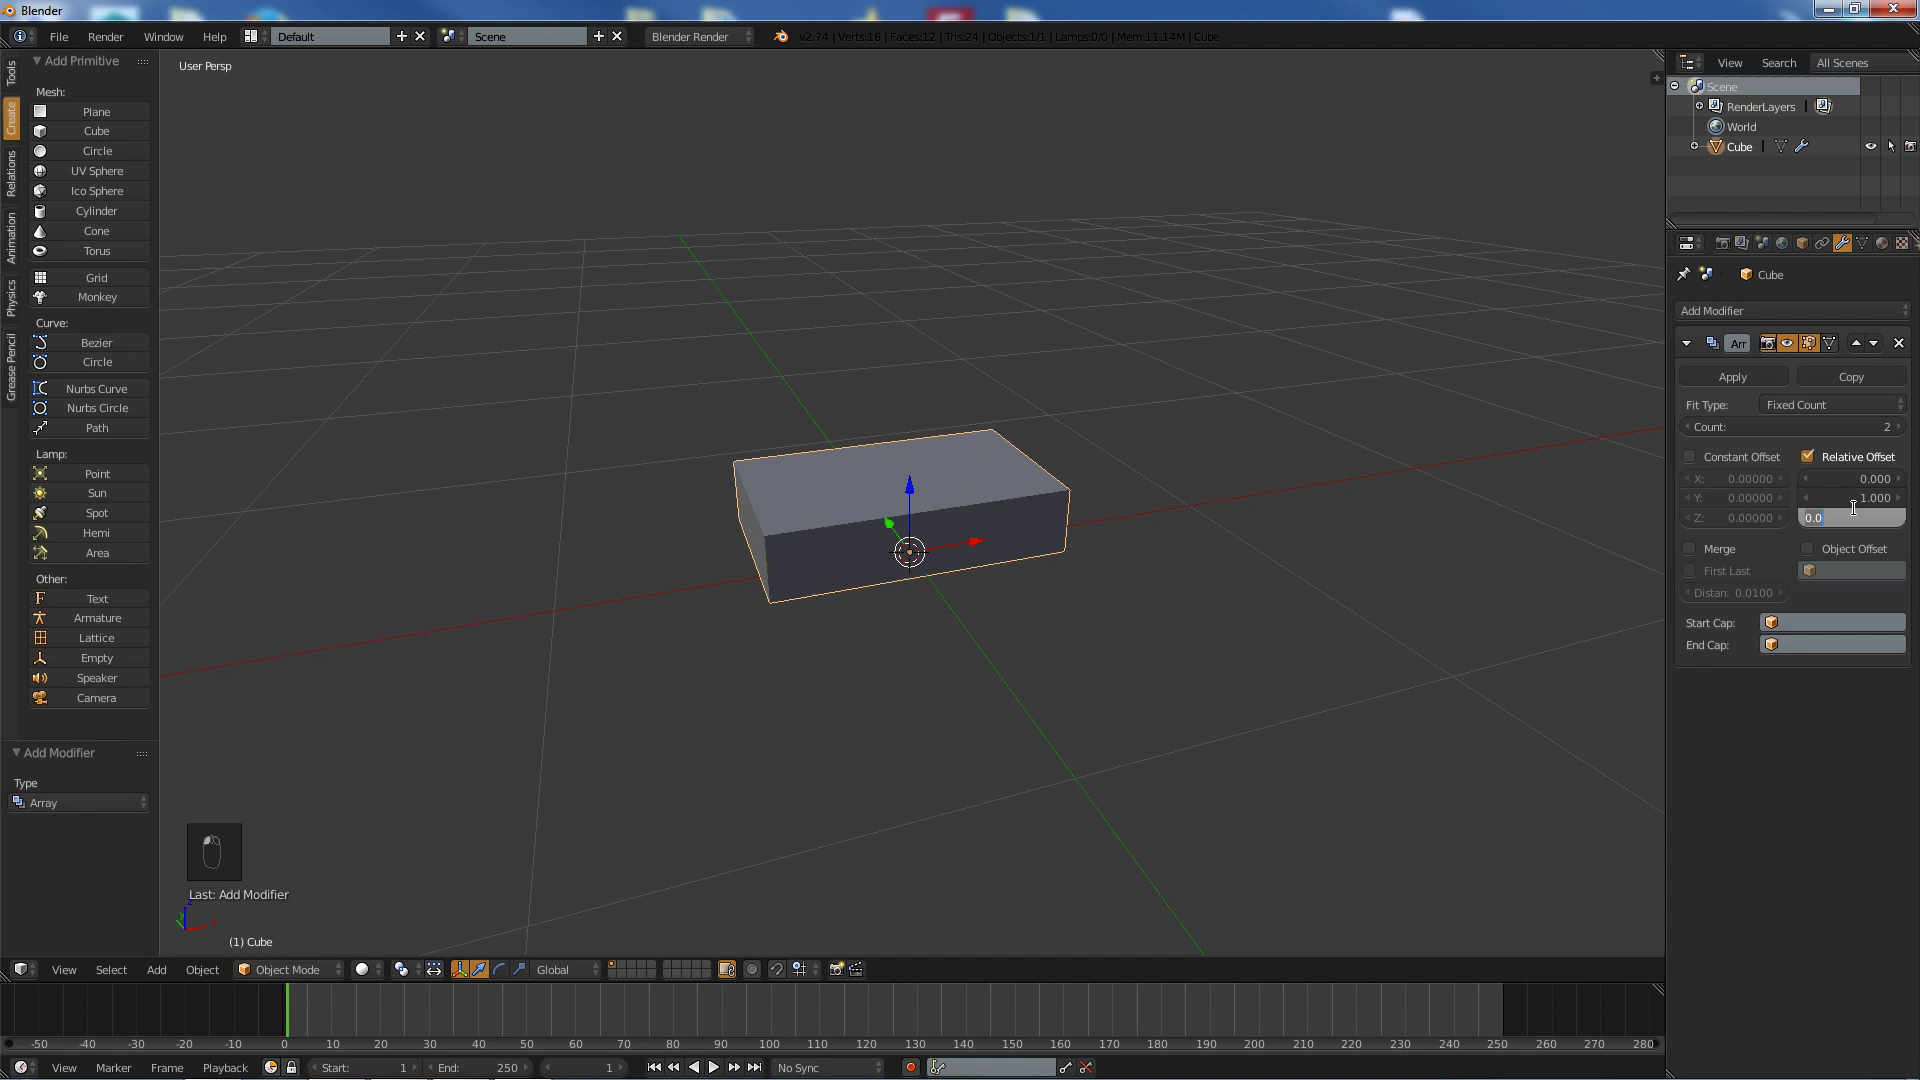 Blender
File Render Window Help Default Scene Blender Render v2.74 | Verts:16 | Faces:12 | Tris:24 | Objects:1/1 | Lamps:0/0 | Mem:11.14M | Cube
Tools
Create
Relations
Animation
Physics
Grease Pencil
Add Primitive
Mesh:
Plane
Cube
Circle
UV Sphere
Ico Sphere
Cylinder
Cone
Torus
Grid
Monkey
Curve:
Bezier
Circle
Nurbs Curve
Nurbs Circle
Path
Lamp:
Point
Sun
Spot
Hemi
Area
Other:
Text
Armature
Lattice
Empty
Speaker
Camera
Add Modifier
Type
Array
User Persp
Last: Add Modifier
(1) Cube
View Search All Scenes
Scene
RenderLayers |
World
Cube |
Cube
Add Modifier
Arr
Apply Copy
Fit Type: Fixed Count
Count: 2
Constant Offset Relative Offset
X: 0.00000 0.000
Y: 0.00000 1.000
Z: 0.00000 0.0
Merge Object Offset
First Last
Distan: 0.0100
Start Cap:
End Cap:
View Select Add Object Object Mode Global
-50 -40 -30 -20 -10 0 10 20 30 40 50 60 70 80 90 100 110 120 130 140 150 160 170 180 190 200 210 220 230 240 250 260 270 280
View Marker Frame Playback Start: 1 End: 250 1 No Sync